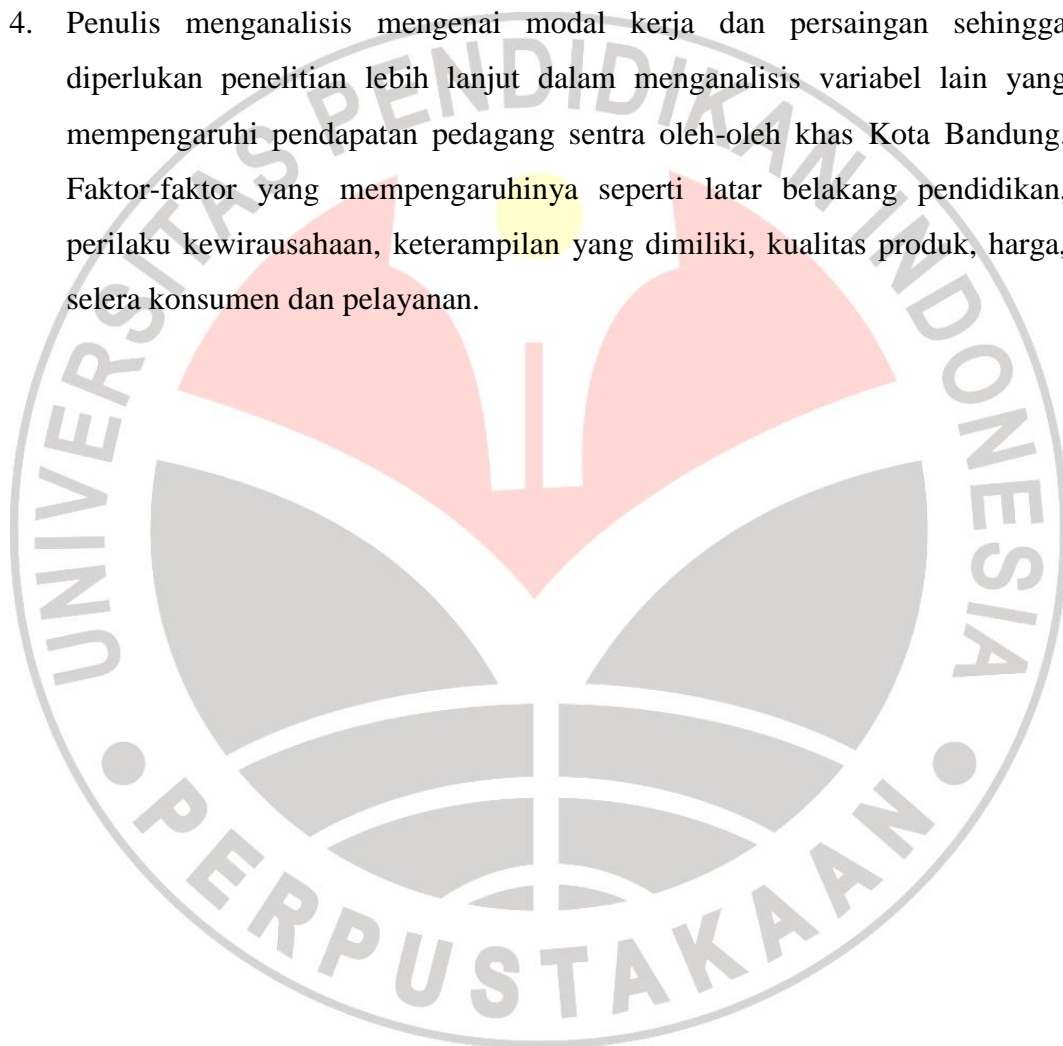 4. Penulis menganalisis mengenai modal kerja dan persaingan sehingga
diperlukan penelitian lebih lanjut dalam menganalisis variabel lain yang
mempengaruhi pendapatan pedagang sentra oleh-oleh khas Kota Bandung.
Faktor-faktor yang mempengaruhinya seperti latar belakang pendidikan,
perilaku kewirausahaan, keterampilan yang dimiliki, kualitas produk, harga,
selera konsumen dan pelayanan.
UNIVERSITAS PENDIDIKAN INDONESIA
PERPUSTAKAAN